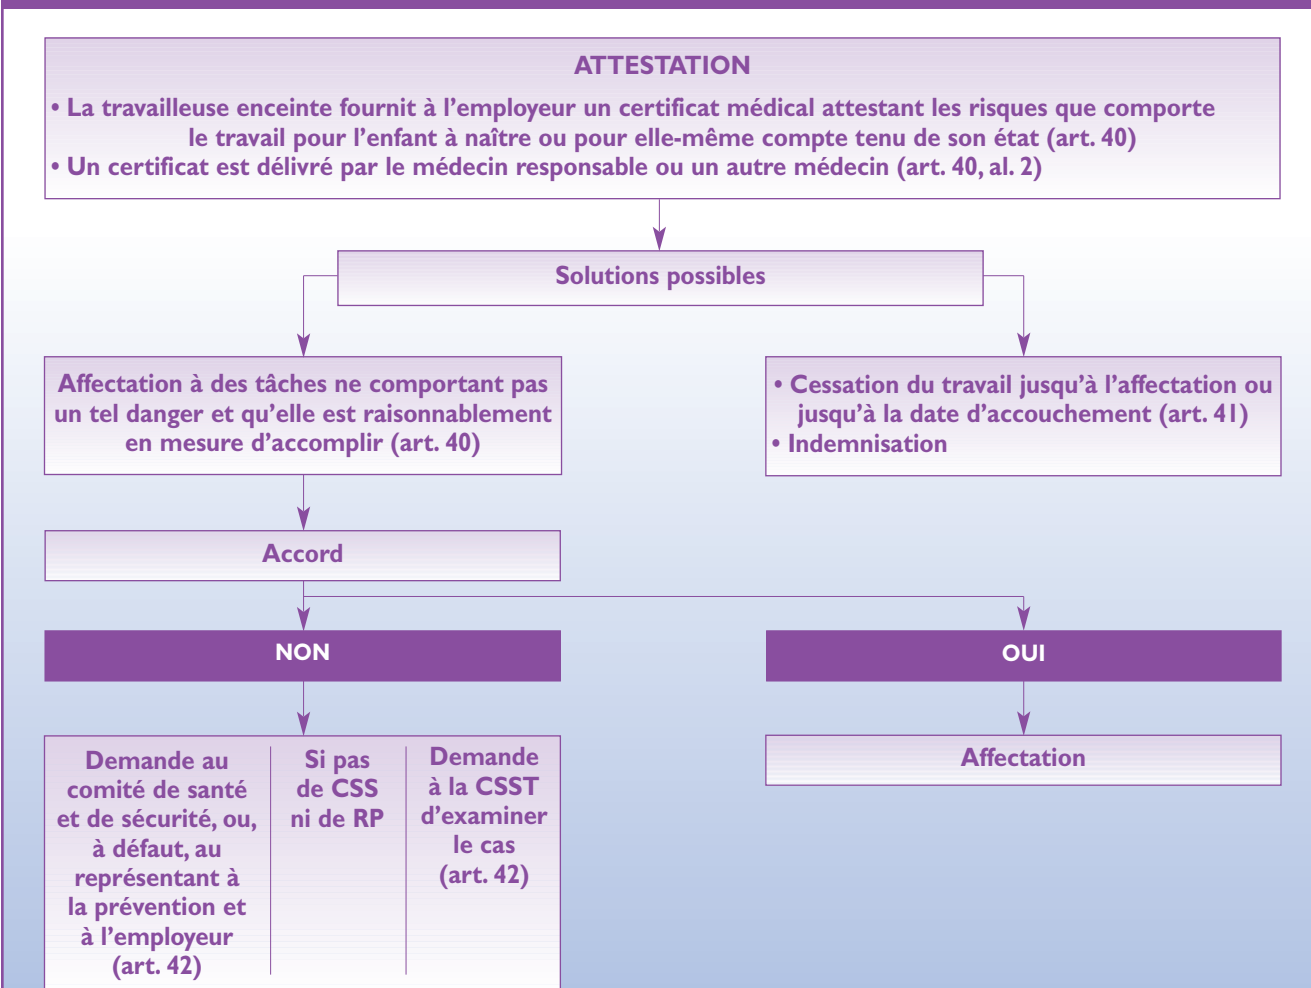 ATTESTATION
• La travailleuse enceinte fournit à l’employeur un certificat médical attestant les risques que comporte
le travail pour l’enfant à naître ou pour elle-même compte tenu de son état (art. 40)
• Un certificat est délivré par le médecin responsable ou un autre médecin (art. 40, al. 2)
Solutions possibles
Affectation à des tâches ne comportant pas
un tel danger et qu’elle est raisonnablement
en mesure d’accomplir (art. 40)
• Cessation du travail jusqu’à l’affectation ou
jusqu’à la date d’accouchement (art. 41)
• Indemnisation
Accord
NON
OUI
Demande au
comité de santé
et de sécurité, ou,
à défaut, au
représentant à
la prévention et
à l’employeur
(art. 42)
Si pas
de CSS
ni de RP
Demande
à la CSST
d’examiner
le cas
(art. 42)
Affectation